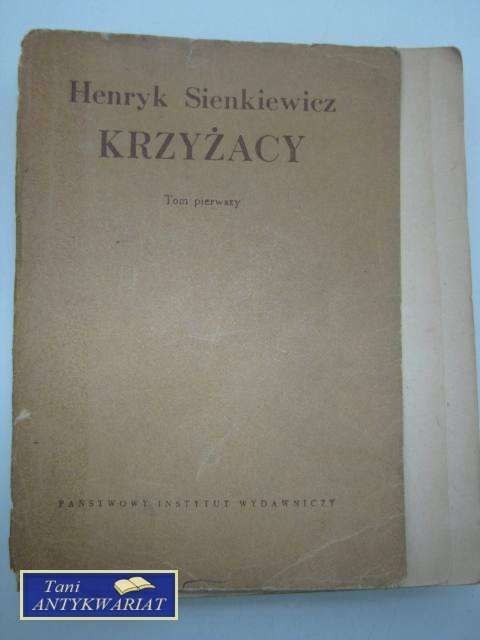 Henryk Sienkiewicz
KRZYŻACY
Tom pierwszy
PAŃSTWOWY INSTYTUT WYDAWNICZY
Tani
ANTYKWARIAT